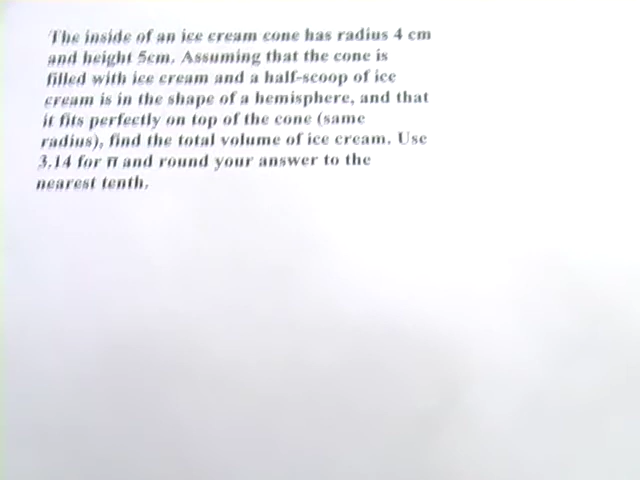 The inside of an ice cream cone has radius 4 cm
and height 5cm. Assuming that the cone is
filled with ice cream and a half-scoop of ice
cream is in the shape of a hemisphere, and that
it fits perfectly on top of the cone (same
radius), find the total volume of ice cream. Use
3.14 for π and round your answer to the
nearest tenth.